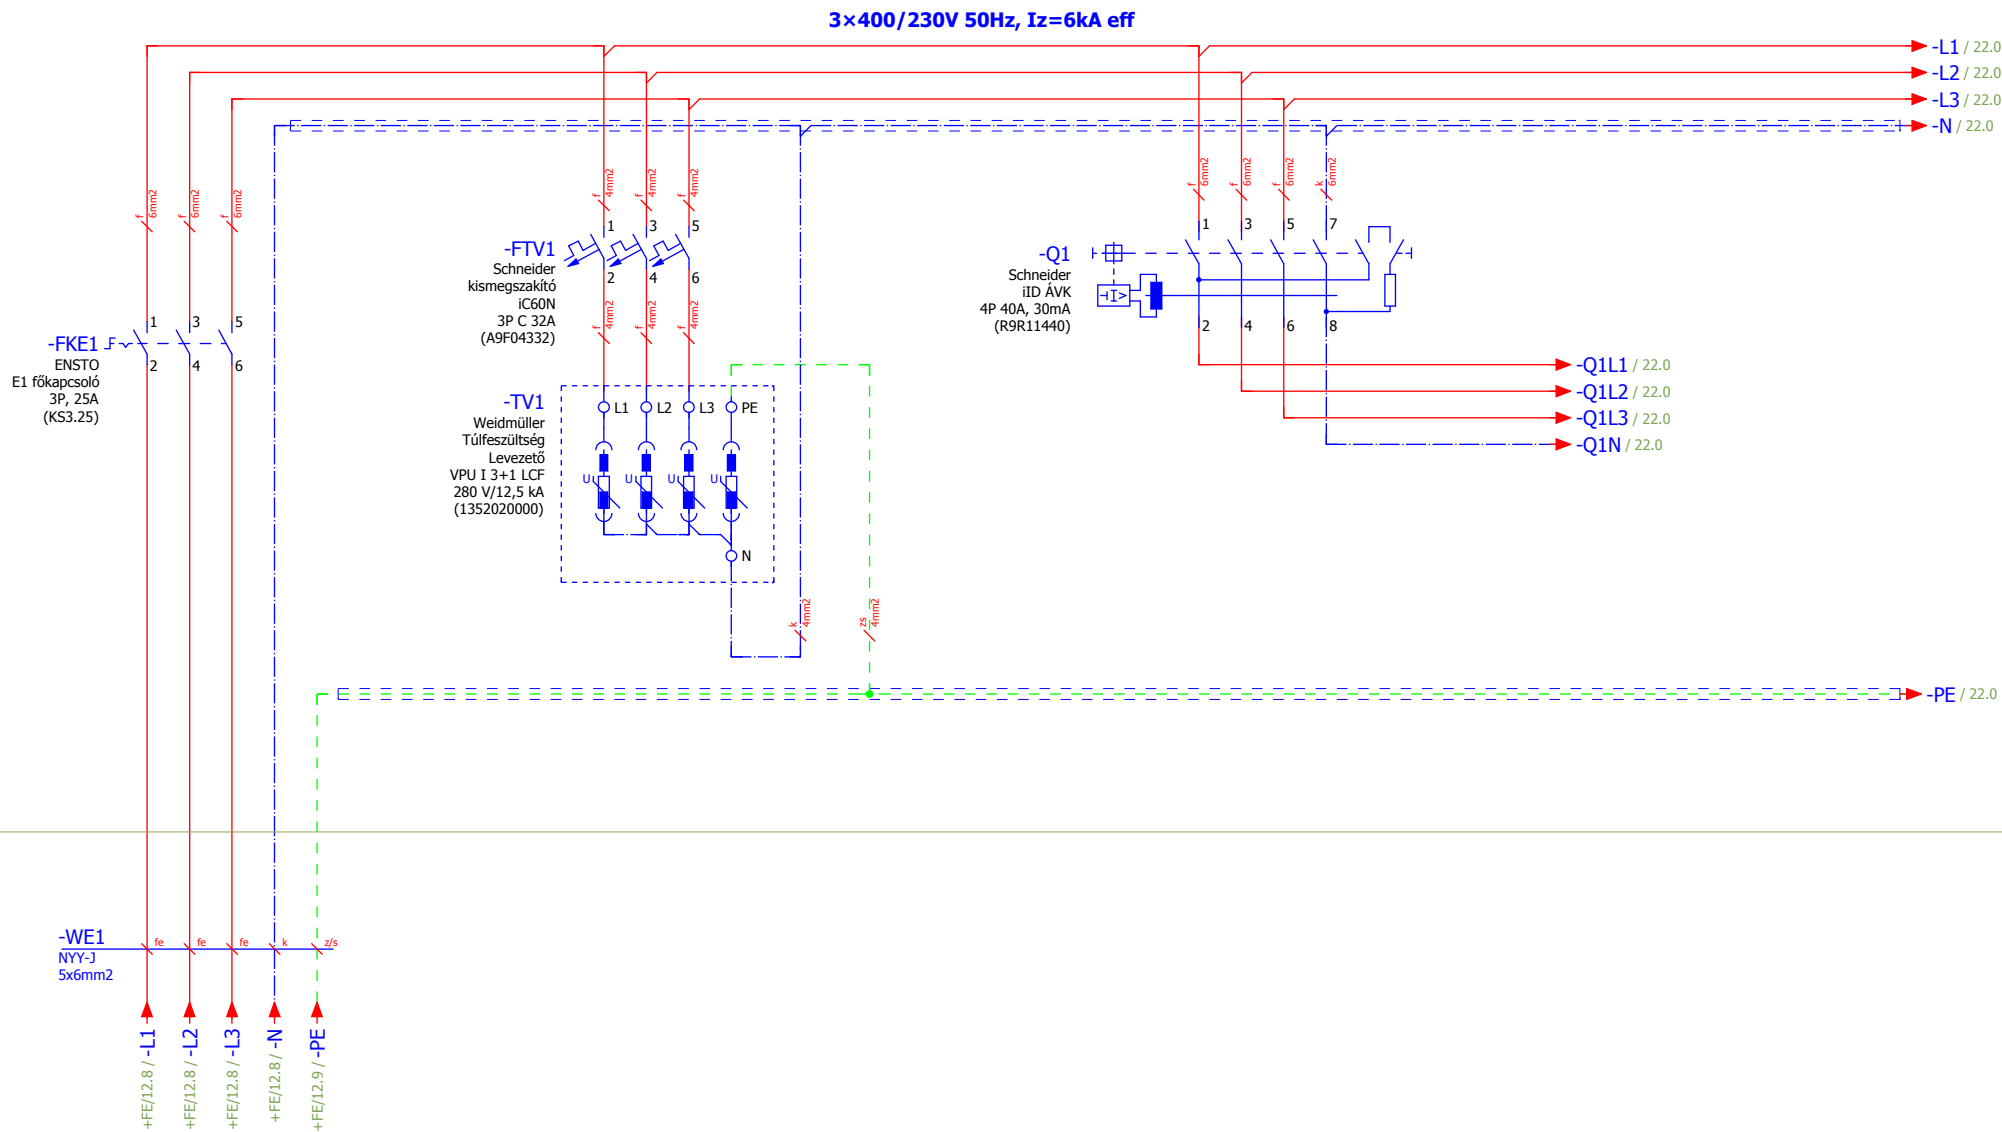 3×400/230V 50Hz, Iz=6kA eff
-L1 / 22.0
-L2 / 22.0
-L3 / 22.0
-N / 22.0
f 6mm2
f 6mm2
f 6mm2
f 4mm2
f 4mm2
f 4mm2
f 6mm2
f 6mm2
f 6mm2
k 6mm2
-FKE1
ENSTO
E1 főkapcsoló
3P, 25A
(KS3.25)
1 3 5
2 4 6
-FTV1
Schneider
kismegszakító
iC60N
3P C 32A
(A9F04332)
1 3 5
2 4 6
f 4mm2
f 4mm2
f 4mm2
-Q1
Schneider
iID ÁVK
4P 40A, 30mA
(R9R11440)
1 3 5 7
I>
2 4 6 8
-Q1L1 / 22.0
-Q1L2 / 22.0
-Q1L3 / 22.0
-Q1N / 22.0
-TV1
Weidmüller
Túlfeszültség
Levezető
VPU I 3+1 LCF
280 V/12,5 kA
(1352020000)
L1 L2 L3 PE
U U U U
N
k 4mm2
zs 4mm2
-PE / 22.0
-WE1
NYY-J
5x6mm2
fe fe fe k z/s
+FE/12.8 / -L1
+FE/12.8 / -L2
+FE/12.8 / -L3
+FE/12.8 / -N
+FE/12.9 / -PE